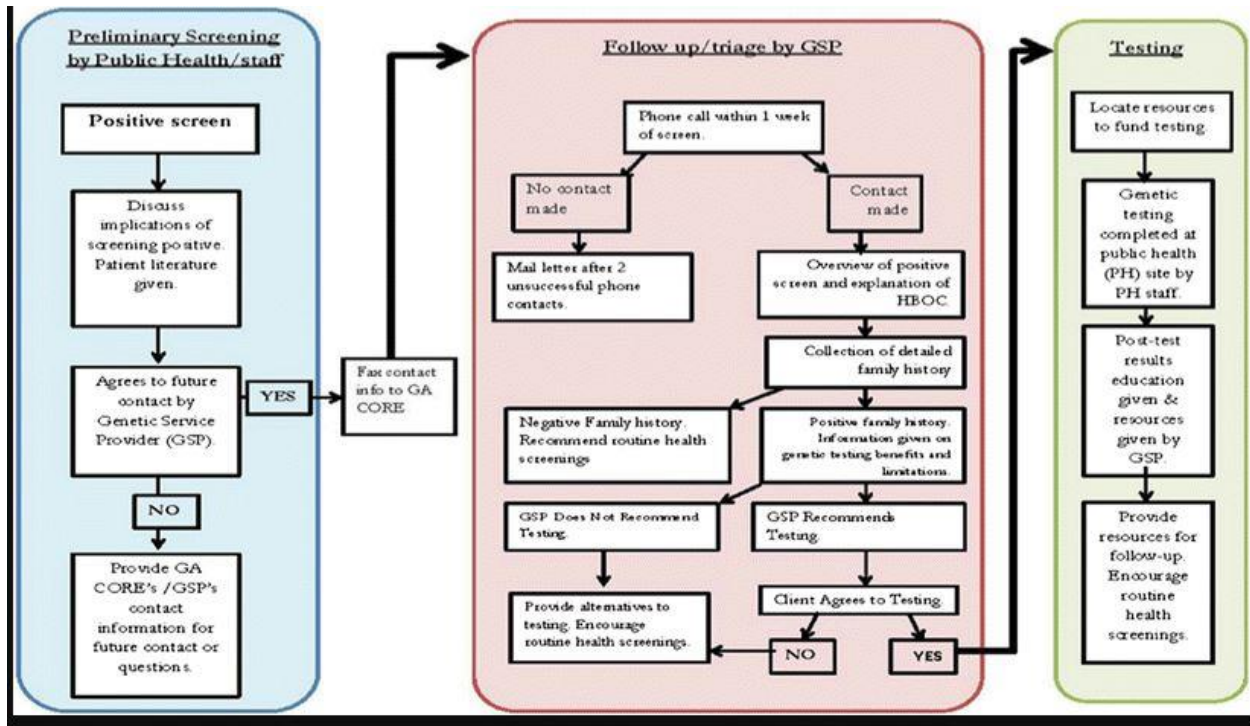 Preliminary Screening
by Public Health/staff
Positive screen
Discuss
implications of
screening positive.
Patient literature
given.
Agrees to future
contact by
Genetic Service
Provider (GSP).
YES
NO
Provide GA
CORE's /GSP's
contact
information for
future contact or
questions.
Fax contact
info to GA
CORE
Follow up/triage by GSP
Phone call within 1 week
of screen.
No contact
made
Contact
made
Mail letter after 2
unsuccessful phone
contacts.
Overview of positive
screen and explanation of
HBOC.
Collection of detailed
family history
Negative Family history.
Recommend routine health
screenings
Positive family history.
Information given on
genetic testing benefits and
limitations.
GSP Does Not Recommend
Testing.
GSP Recommends
Testing.
Provide alternatives to
testing. Encourage
routine health screenings.
Client Agrees to Testing
NO
YES
Testing
Locate resources
to fund testing.
Genetic
testing
completed at
public health
(PH) site by
PH staff.
Post-test
results
education
given &
resources
given by
GSP.
Provide
resources for
follow-up.
Encourage
routine
health
screenings.